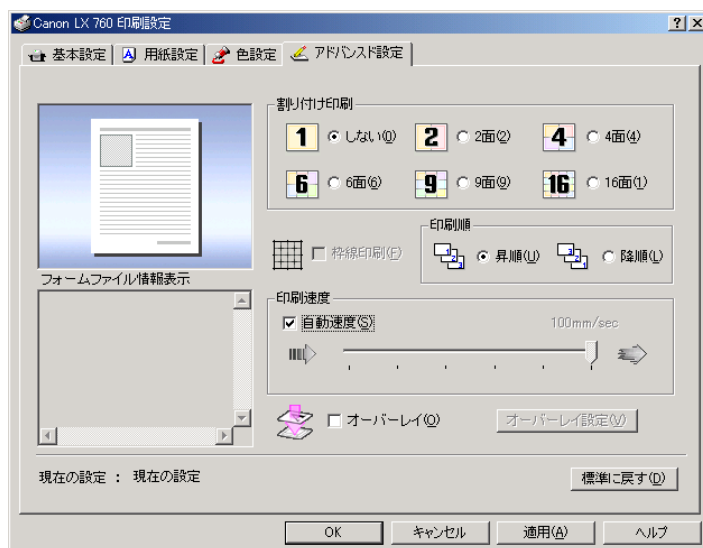 Canon LX 760 印刷設定
基本設定 用紙設定 色設定 アドバンスド設定
割り付け印刷
1 しない(0) 2 2面(2) 4 4面(4)
6 6面(6) 9 9面(9) 16 16面(1)
枠線印刷(F)
印刷順
昇順(U) 降順(L)
フォームファイル情報表示
印刷速度
自動速度(S) 100mm/sec
オーバーレイ(O) オーバーレイ設定(V)
現在の設定 : 現在の設定
標準に戻す(D)
OK キャンセル 適用(A) ヘルプ